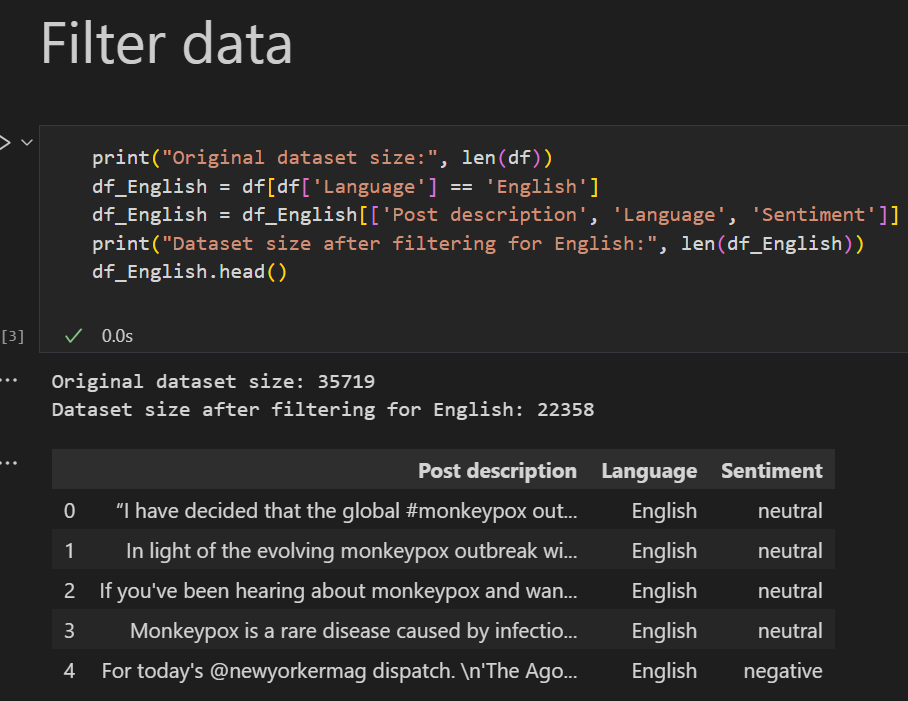 Filter data
print("Original dataset size:", len(df))
df_English = df[df['Language'] == 'English']
df_English = df_English[['Post description', 'Language', 'Sentiment']]
print("Dataset size after filtering for English:", len(df_English))
df_English.head()
[3]
0.0s
Original dataset size: 35719
Dataset size after filtering for English: 22358
Post description Language Sentiment
0 “I have decided that the global #monkeypox out... English neutral
1 In light of the evolving monkeypox outbreak wi... English neutral
2 If you've been hearing about monkeypox and wan... English neutral
3 Monkeypox is a rare disease caused by infectio... English neutral
4 For today's @newyorkermag dispatch. \n'The Ago... English negative